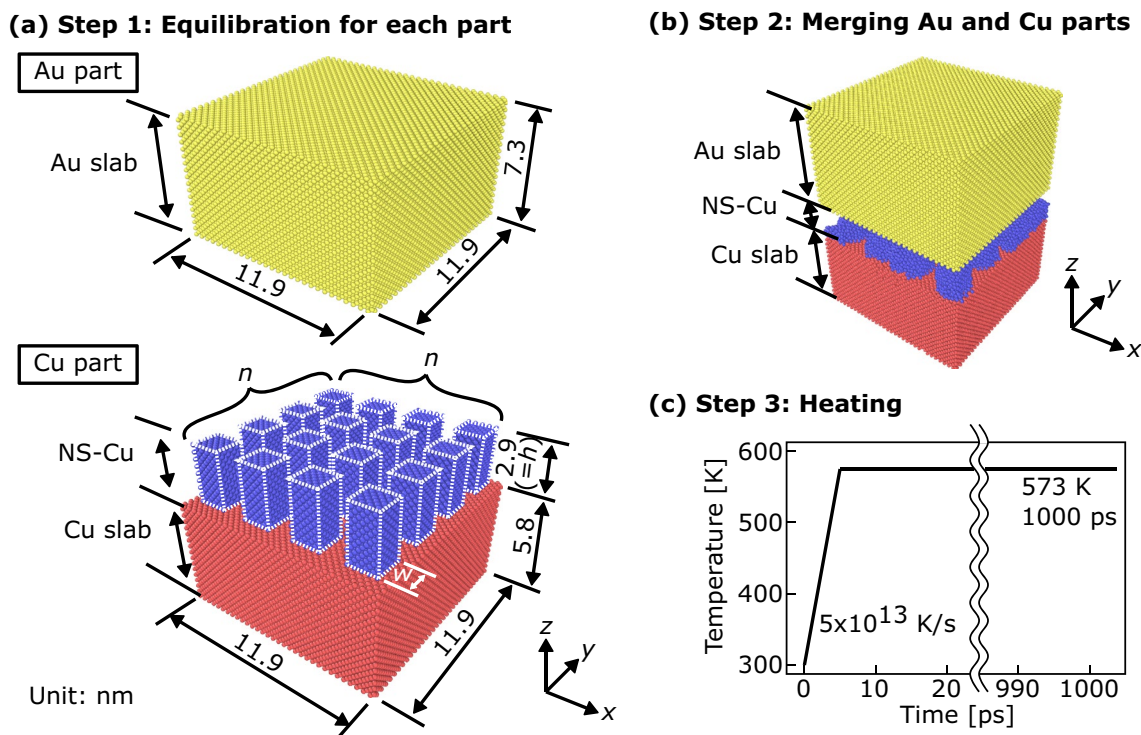 (a) Step 1: Equilibration for each part
Au part
Au slab
7.3
11.9
11.9
Cu part
n
n
NS-Cu
2.9
(=h)
Cu slab
5.8
w
11.9
11.9
z
y
x
Unit: nm
(b) Step 2: Merging Au and Cu parts
Au slab
NS-Cu
Cu slab
z
y
x
(c) Step 3: Heating
Temperature [K]
600
500
400
300
573 K
1000 ps
5x10¹³ K/s
0 10 20 990 1000
Time [ps]